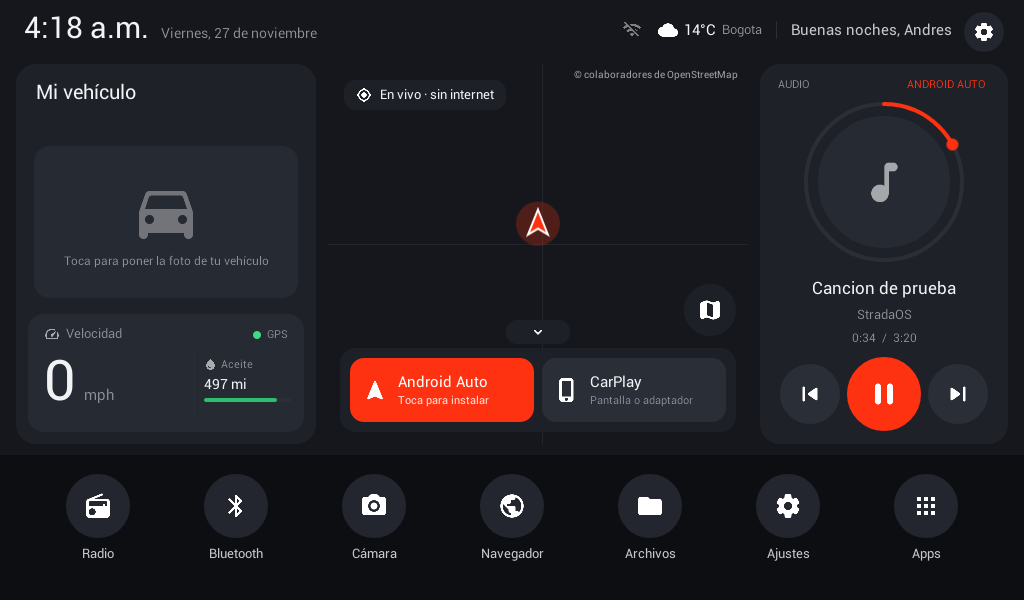 4:18 a.m. Viernes, 27 de noviembre
14°C Bogota
Buenas noches, Andres
Mi vehículo
Toca para poner la foto de tu vehículo
Velocidad
GPS
0 mph
Aceite
497 mi
© colaboradores de OpenStreetMap
En vivo · sin internet
Android Auto
Toca para instalar
CarPlay
Pantalla o adaptador
AUDIO
ANDROID AUTO
Cancion de prueba
StradaOS
0:34 / 3:20
Radio
Bluetooth
Cámara
Navegador
Archivos
Ajustes
Apps